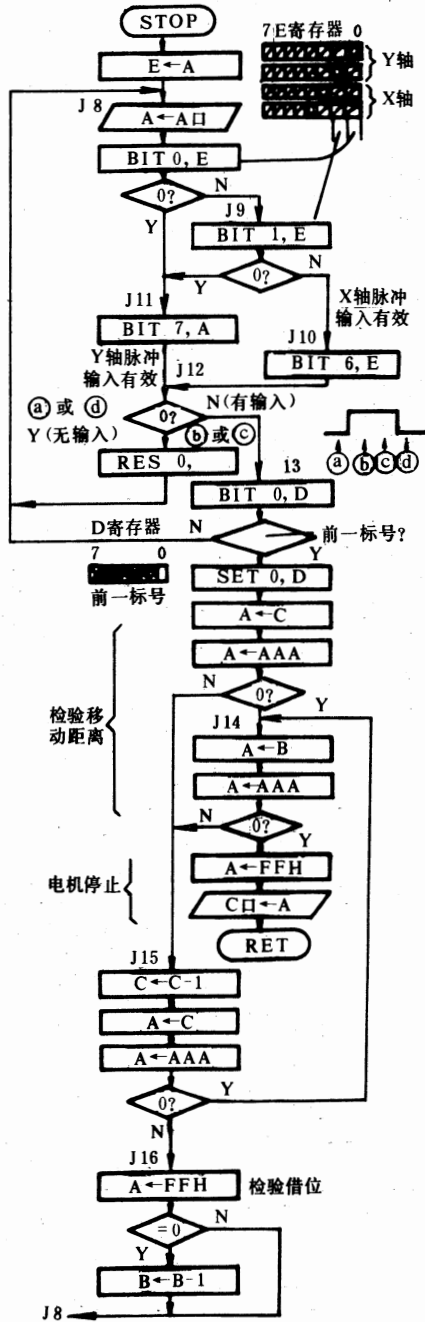 STOP
7 E寄存器 0
E←A
Y轴
X轴
J8
A←A口
BIT 0, E
0?
N
Y
J9
BIT 1, E
0?
Y
N
J11
BIT 7, A
X轴脉冲
输入有效
J10
BIT 6, E
Y轴脉冲
输入有效
J12
ⓐ或ⓓ
0?
N(有输入)
Y(无输入)
ⓑ或ⓒ
RES 0,
ⓐ ⓑ ⓒ ⓓ
13
BIT 0, D
D寄存器
N
前一标号?
7 0
Y
前一标号
SET 0, D
A←C
A←AAA
N
0?
Y
检验移
动距离
J14
A←B
A←AAA
N
0?
Y
A←FFH
电机停止
C口←A
RET
J15
C←C-1
A←C
A←AAA
0?
Y
N
J16
A←FFH
检验借位
=0
N
Y
B←B-1
J8